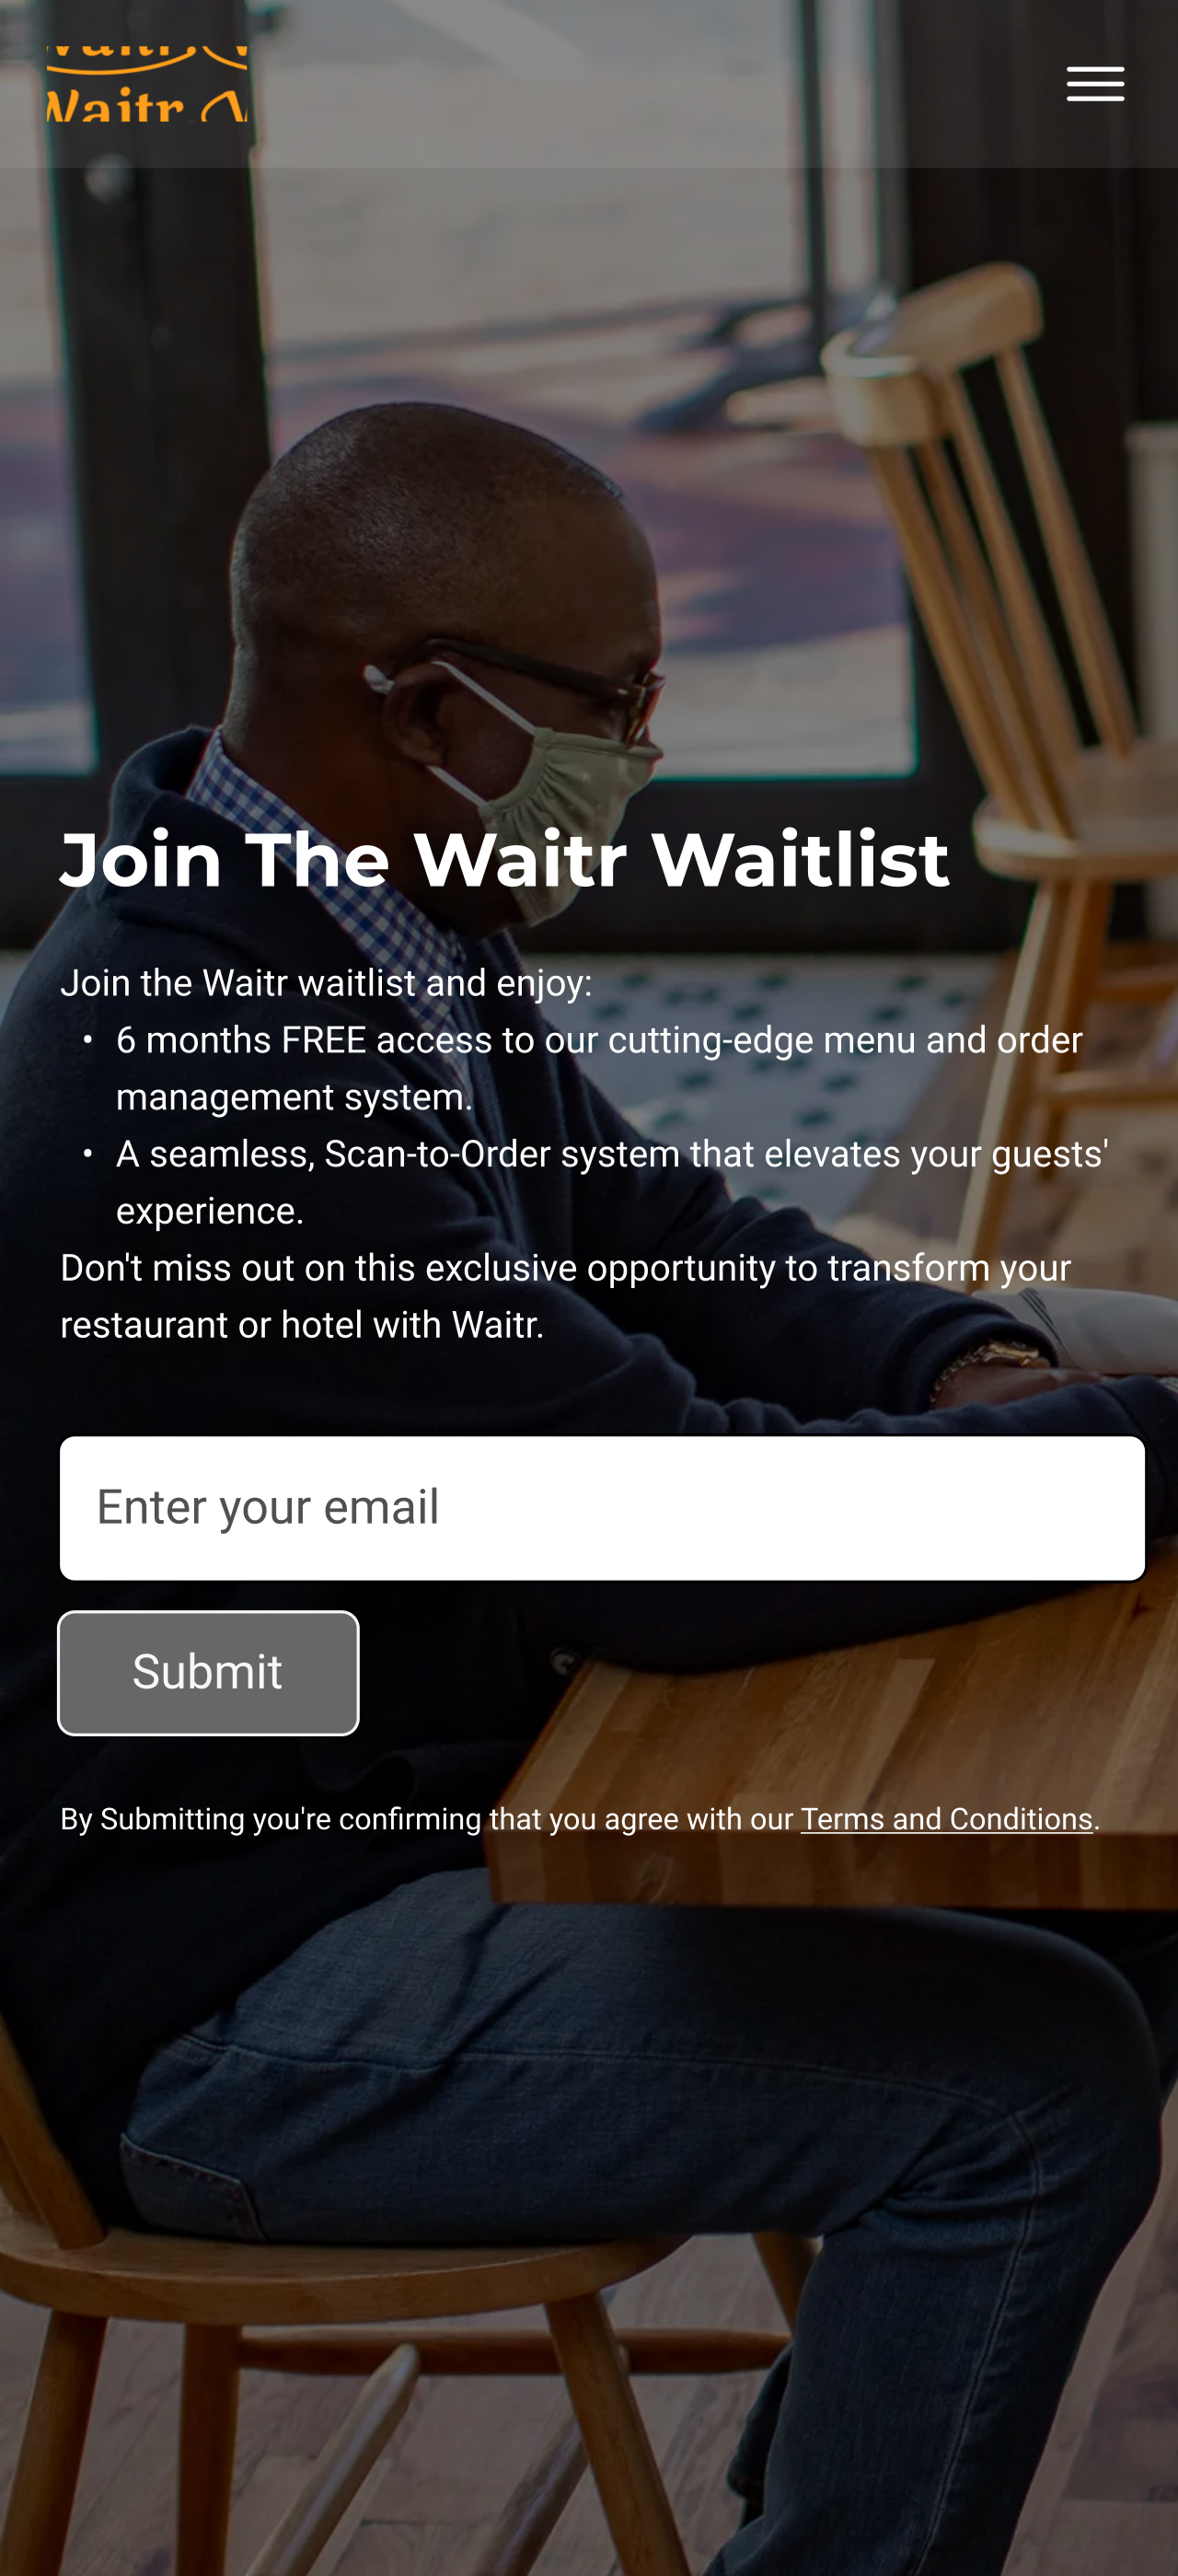 Waitr
Join The Waitr Waitlist
Join the Waitr waitlist and enjoy:
• 6 months FREE access to our cutting-edge menu and order
management system.
• A seamless, Scan-to-Order system that elevates your guests'
experience.
Don't miss out on this exclusive opportunity to transform your
restaurant or hotel with Waitr.
Enter your email
Submit
By Submitting you're confirming that you agree with our Terms and Conditions.